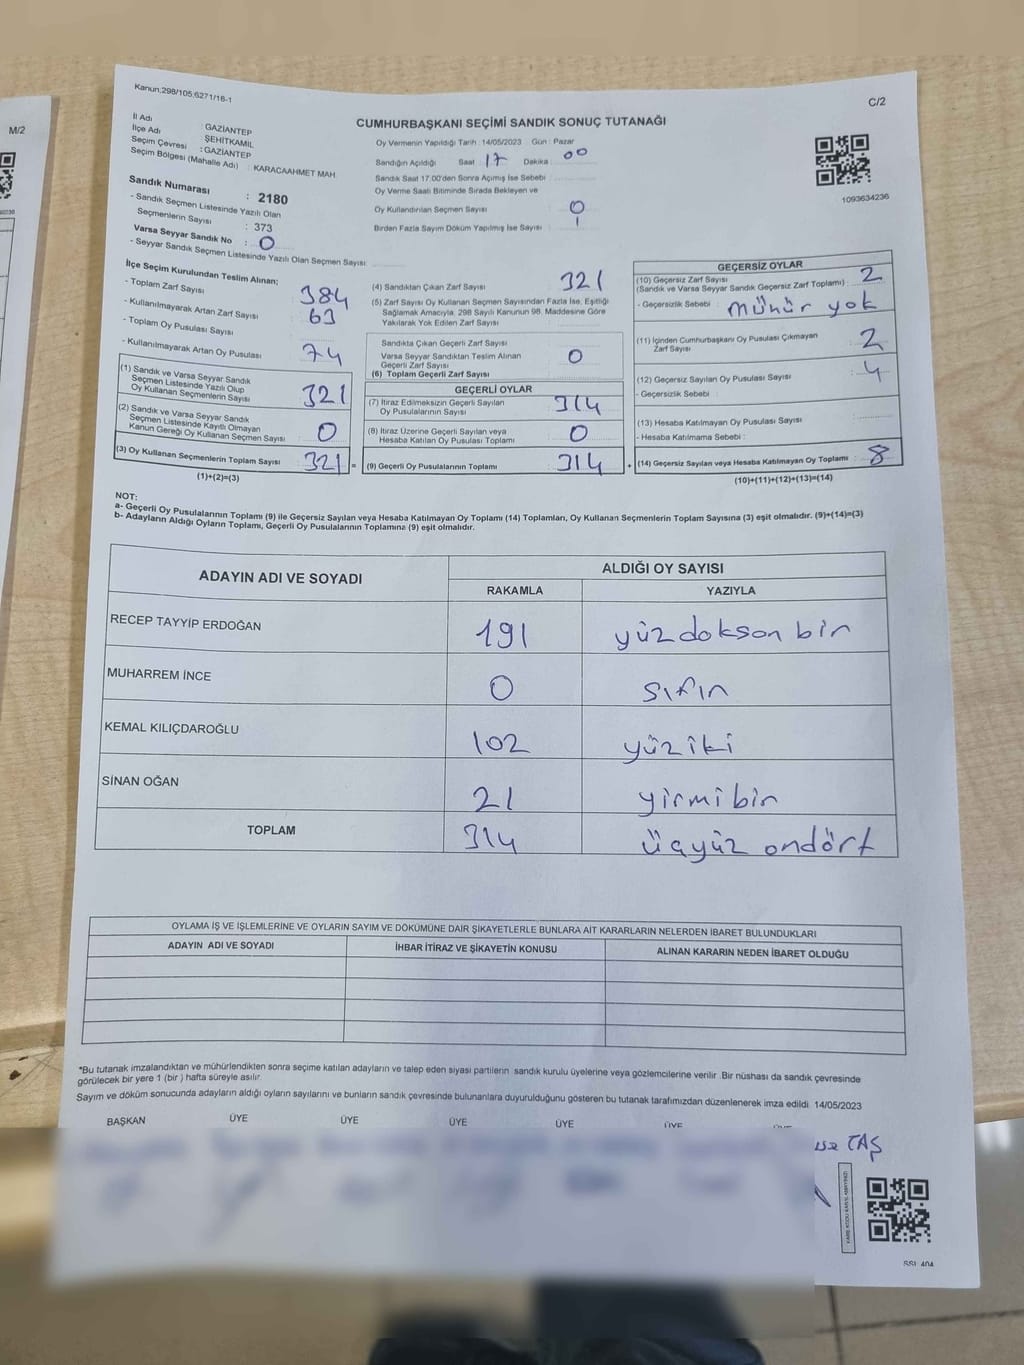 M/2
Kanun,298/105,6271/18-1
C/2
CUMHURBAŞKANI SEÇİMİ SANDIK SONUÇ TUTANAĞI
İl Adı : GAZİANTEP
İlçe Adı : ŞEHİTKAMİL
Seçim Çevresi : GAZİANTEP
Seçim Bölgesi (Mahalle Adı) : KARACAAHMET MAH.
Sandık Numarası : 2180
- Sandık Seçmen Listesinde Yazılı Olan
Seçmenlerin Sayısı : 373
Varsa Seyyar Sandık No : 0
- Seyyar Sandık Seçmen Listesinde Yazılı Olan Seçmen Sayısı:
Oy Vermenin Yapıldığı Tarih : 14/05/2023 Gün : Pazar
Sandığın Açıldığı Saat 17 Dakika 00
Sandık Saat 17:00'den Sonra Açımış İse Sebebi :
Oy Verme Saati Bitiminde Sırada Bekleyen ve
Oy Kullandırılan Seçmen Sayısı 0
Birden Fazla Sayım Döküm Yapılmış İse Sayısı : 1
1093634236
İlçe Seçim Kurulundan Teslim Alınan;
- Toplam Zarf Sayısı : 384
- Kullanılmayarak Artan Zarf Sayısı : 63
- Toplam Oy Pusulası Sayısı
- Kullanılmayarak Artan Oy Pusulası : 74
(1) Sandık ve Varsa Seyyar Sandık
Seçmen Listesinde Yazılı Olup
Oy Kullanan Seçmenlerin Sayısı : 321
(2) Sandık ve Varsa Seyyar Sandık
Seçmen Listesinde Kayıtlı Olmayan
Kanun Gereği Oy Kullanan Seçmen Sayısı : 0
(3) Oy Kullanan Seçmenlerin Toplam Sayısı : 321 =
(1)+(2)=(3)
(4) Sandıktan Çıkan Zarf Sayısı : 321
(5) Zarf Sayısı Oy Kullanan Seçmen Sayısından Fazla İse, Eşitliği
Sağlamak Amacıyla, 298 Sayılı Kanunun 98. Maddesine Göre
Yakılarak Yok Edilen Zarf Sayısı
Sandıkta Çıkan Geçerli Zarf Sayısı
Varsa Seyyar Sandıktan Teslim Alınan
Geçerli Zarf Sayısı : 0
(6) Toplam Geçerli Zarf Sayısı
GEÇERLİ OYLAR
(7) İtiraz Edilmeksizin Geçerli Sayılan
Oy Pusulalarının Sayısı : 314
(8) İtiraz Üzerine Geçerli Sayılan veya
Hesaba Katılan Oy Pusulası Toplamı : 0
(9) Geçerli Oy Pusulalarının Toplamı : 314 +
GEÇERSİZ OYLAR
(10) Geçersiz Zarf Sayısı
(Sandık ve Varsa Seyyar Sandık Geçersiz Zarf Toplamı) : 2
- Geçersizlik Sebebi : mühür yok
(11) İçinden Cumhurbaşkanı Oy Pusulası Çıkmayan
Zarf Sayısı : 2
(12) Geçersiz Sayılan Oy Pusulası Sayısı : 4
- Geçersizlik Sebebi :
(13) Hesaba Katılmayan Oy Pusulası Sayısı :
- Hesaba Katılmama Sebebi :
(14) Geçersiz Sayılan veya Hesaba Katılmayan Oy Toplamı : 8
(10)+(11)+(12)+(13)=(14)
NOT:
a- Geçerli Oy Pusulalarının Toplamı (9) ile Geçersiz Sayılan veya Hesaba Katılmayan Oy Toplamı (14) Toplamları, Oy Kullanan Seçmenlerin Toplam Sayısına (3) eşit olmalıdır. (9)+(14)=(3)
b- Adayların Aldığı Oyların Toplamı, Geçerli Oy Pusulalarının Toplamına (9) eşit olmalıdır.
ADAYIN ADI VE SOYADI ALDIĞI OY SAYISI
RAKAMLA YAZIYLA
RECEP TAYYİP ERDOĞAN 191 yüzdokson bir
MUHARREM İNCE 0 sıfır
KEMAL KILIÇDAROĞLU 102 yüziki
SİNAN OĞAN 21 yirmibir
TOPLAM 314 üçyüz ondört
OYLAMA İŞ VE İŞLEMLERİNE VE OYLARIN SAYIM VE DÖKÜMÜNE DAİR ŞİKAYETLERLE BUNLARA AİT KARARLARIN NELERDEN İBARET BULUNDUKLARI
ADAYIN ADI VE SOYADI İHBAR İTİRAZ VE ŞİKAYETİN KONUSU ALINAN KARARIN NEDEN İBARET OLDUĞU
*Bu tutanak imzalandıktan ve mühürlendikten sonra seçime katılan adayların ve talep eden siyasi partilerin sandık kurulu üyelerine veya gözlemcilerine verilir. Bir nüshası da sandık çevresinde
görülecek bir yere 1 (bir ) hafta süreyle asılır.
Sayım ve döküm sonucunda adayların aldığı oyların sayılarını ve bunların sandık çevresinde bulunanlara duyurulduğunu gösteren bu tutanak tarafımızdan düzenlenerek imza edildi. 14/05/2023
BAŞKAN ÜYE ÜYE ÜYE ÜYE ÜYE
TAŞ